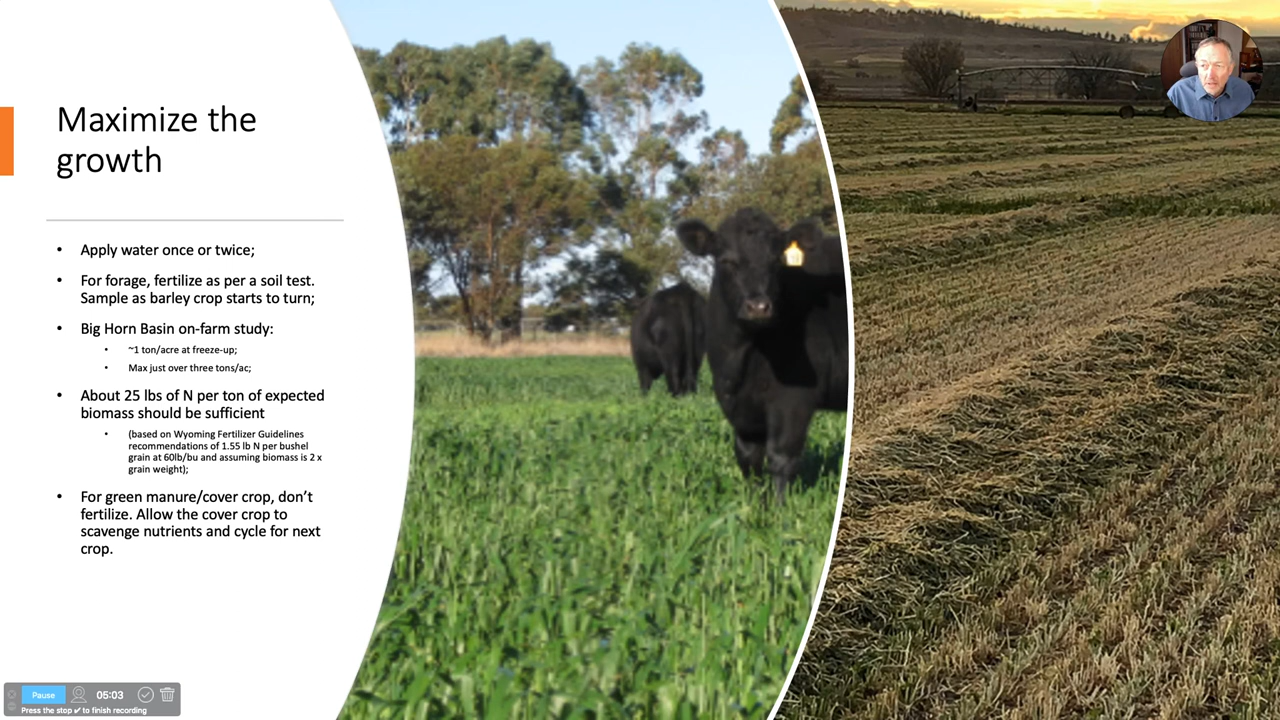 Maximize the
growth
• Apply water once or twice;
• For forage, fertilize as per a soil test.
Sample as barley crop starts to turn;
• Big Horn Basin on-farm study:
• ~1 ton/acre at freeze-up;
• Max just over three tons/ac;
• About 25 lbs of N per ton of expected
biomass should be sufficient
• (based on Wyoming Fertilizer Guidelines
recommendations of 1.55 lb N per bushel
grain at 60lb/bu and assuming biomass is 2 x
grain weight);
• For green manure/cover crop, don’t
fertilize. Allow the cover crop to
scavenge nutrients and cycle for next
crop.
Pause 05:03
Press the stop ✔ to finish recording